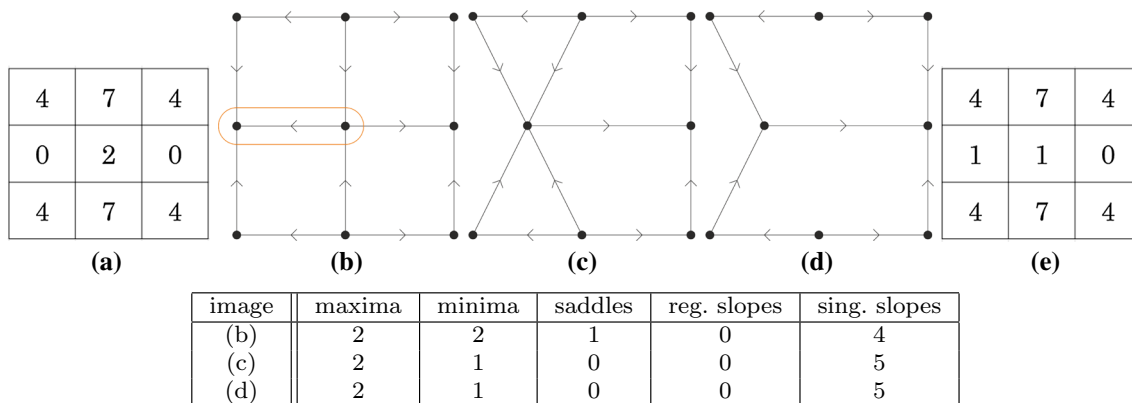 4 7 4
0 2 0
4 7 4
(a)
(b)
(c)
(d)
4 7 4
1 1 0
4 7 4
(e)
image maxima minima saddles reg. slopes sing. slopes
(b) 2 2 1 0 4
(c) 2 1 0 0 5
(d) 2 1 0 0 5